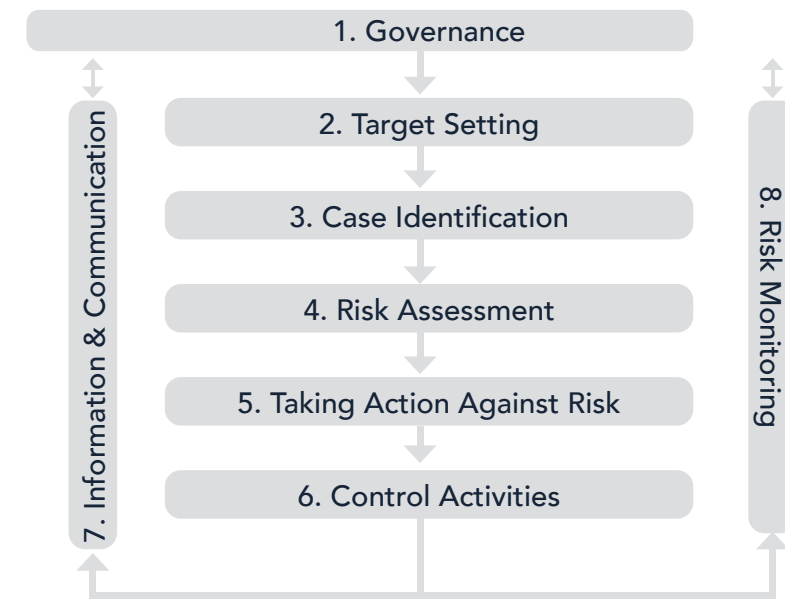 1. Governance
2. Target Setting
3. Case Identification
4. Risk Assessment
5. Taking Action Against Risk
6. Control Activities
7. Information & Communication
8. Risk Monitoring